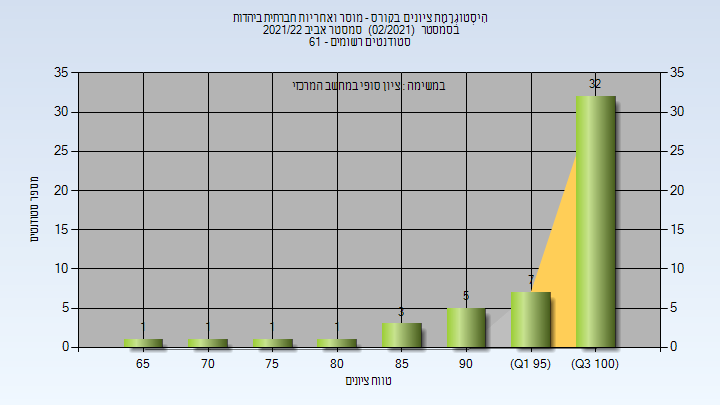 היסטוגרמת ציונים בקורס - מוסר ואחריות חברתית ביהדות
בסמסטר (02/2021) סמסטר אביב 2021/22
סטודנטים רשומים - 61
במשימה : ציון סופי במחשב המרכזי
מספר סטודנטים
35 35
30 30
25 25
20 20
15 15
10 10
5 5
0 0
1 1 1 1 3 5 7 32
65 70 75 80 85 90 (Q1 95) (Q3 100)
טווח ציונים